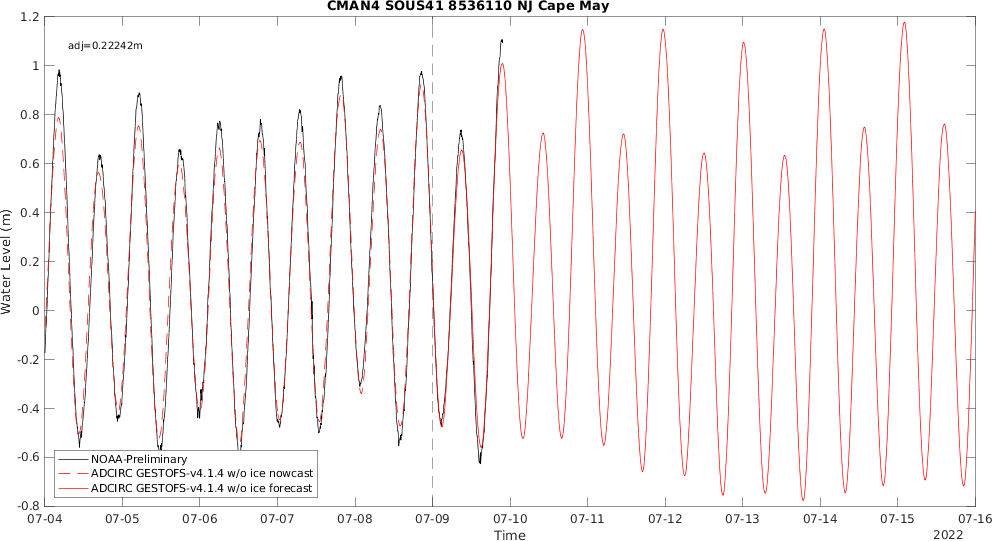 CMAN4 SOUS41 8536110 NJ Cape May
adj=0.22242m
1.2
1
0.8
0.6
0.4
0.2
0
-0.2
-0.4
-0.6
-0.8
Water Level (m)
NOAA-Preliminary
ADCIRC GESTOFS-v4.1.4 w/o ice nowcast
ADCIRC GESTOFS-v4.1.4 w/o ice forecast
07-04 07-05 07-06 07-07 07-08 07-09 07-10 07-11 07-12 07-13 07-14 07-15 07-16
Time
2022